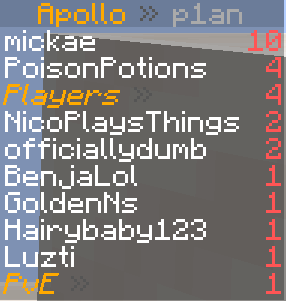 Apollo » p1an
mickae 10
PoisonPotions 4
Players » 4
NicoPlaysThings 2
officiallydumb 2
BenjaLol 1
GoldenNs 1
Hairybaby123 1
Luzti 1
PvE » 1